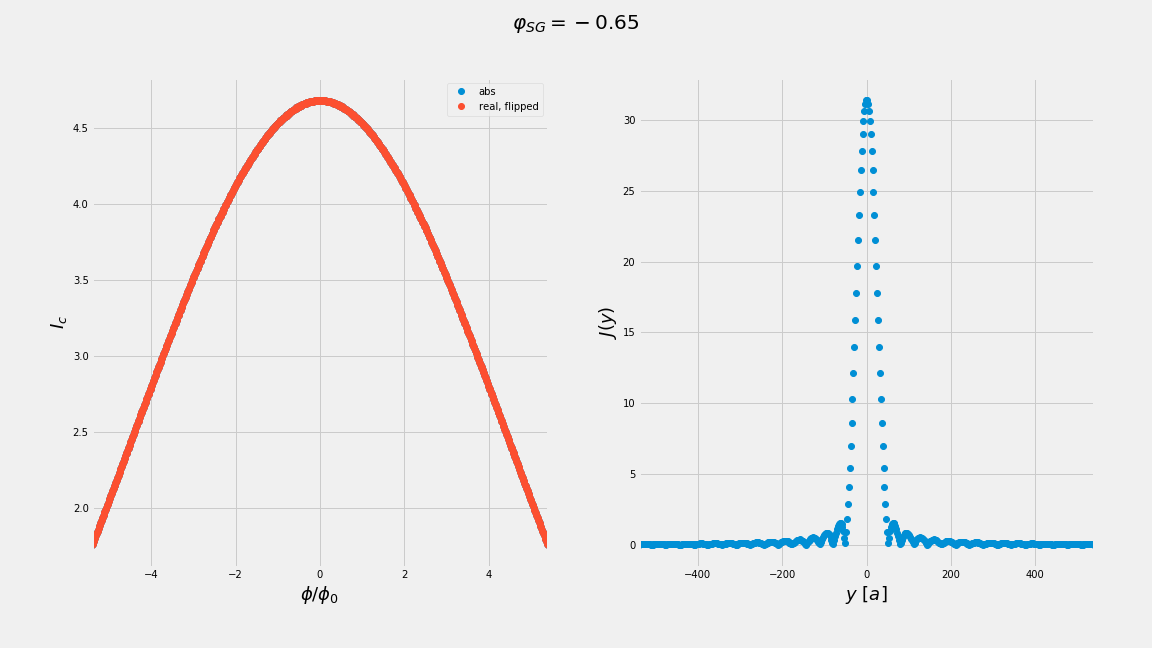 φ_SG = −0.65
abs
real, flipped
4.5
4.0
3.5
3.0
2.5
2.0
I_c
−4 −2 0 2 4
ϕ/ϕ_0
30
25
20
15
10
5
0
J(y)
−400 −200 0 200 400
y [a]